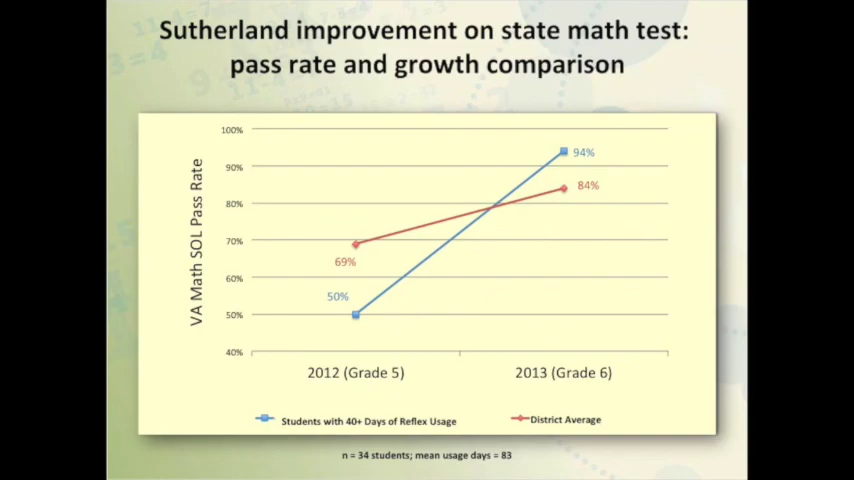 Sutherland improvement on state math test:
pass rate and growth comparison
100%
90%
80%
70%
60%
50%
40%
VA Math SOL Pass Rate
94%
84%
69%
50%
2012 (Grade 5)
2013 (Grade 6)
Students with 40+ Days of Reflex Usage
District Average
n = 34 students; mean usage days = 83